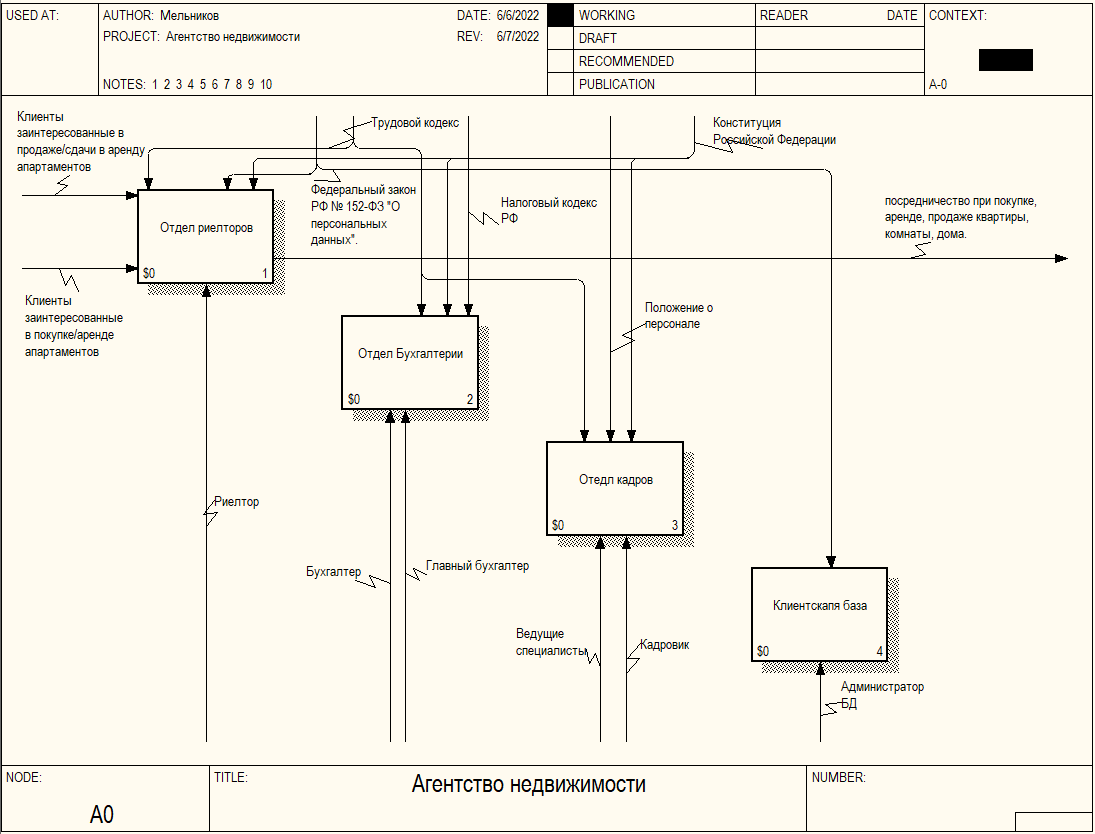 USED AT:
AUTHOR: Мельников
DATE: 6/6/2022
PROJECT: Агентство недвижимости
REV: 6/7/2022
NOTES: 1 2 3 4 5 6 7 8 9 10
WORKING
DRAFT
RECOMMENDED
PUBLICATION
READER DATE
CONTEXT:
A-0
Клиенты
заинтересованные в
продаже/сдачи в аренду
апартаментов
Трудовой кодекс
Конституция
Российской Федерации
Федеральный закон
РФ № 152-ФЗ "О
персональных
данных".
Налоговый кодекс
РФ
посредничество при покупке,
аренде, продаже квартиры,
комнаты, дома.
Отдел риелторов
$0 1
Клиенты
заинтересованные
в покупке/аренде
апартаментов
Положение о
персонале
Отдел Бухгалтерии
$0 2
Отедл кадров
$0 3
Риелтор
Бухгалтер
Главный бухгалтер
Клиентскапя база
$0 4
Ведущие
специалисты
Кадровик
Администратор
БД
NODE:
A0
TITLE:
Агентство недвижимости
NUMBER: